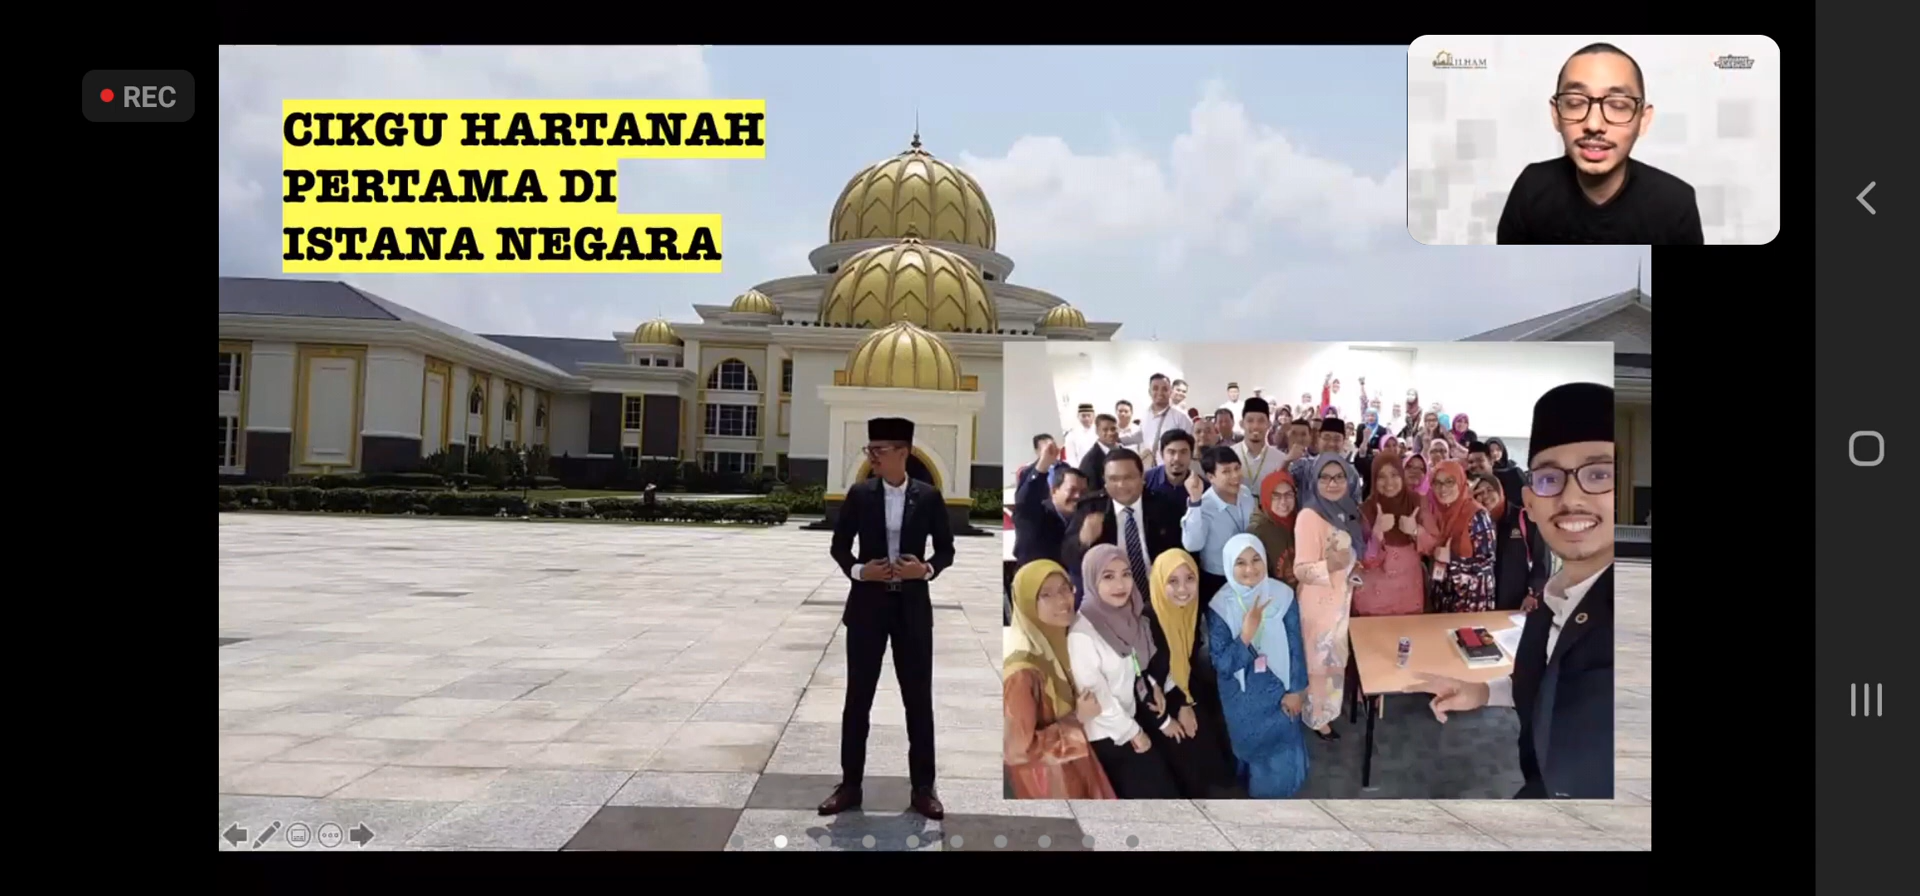 REC
CIKGU HARTANAH
PERTAMA DI
ISTANA NEGARA
ILHAM